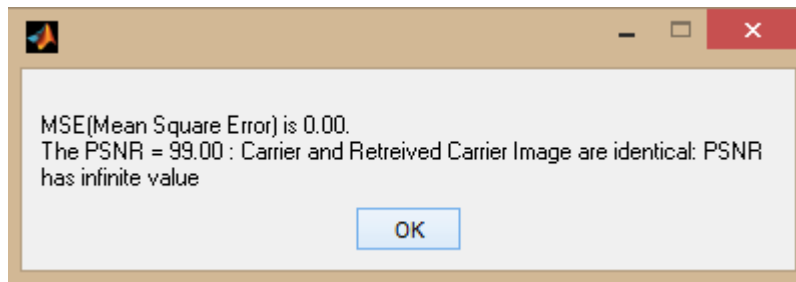 MSE(Mean Square Error) is 0.00.
The PSNR = 99.00 : Carrier and Retreived Carrier Image are identical: PSNR
has infinite value
OK